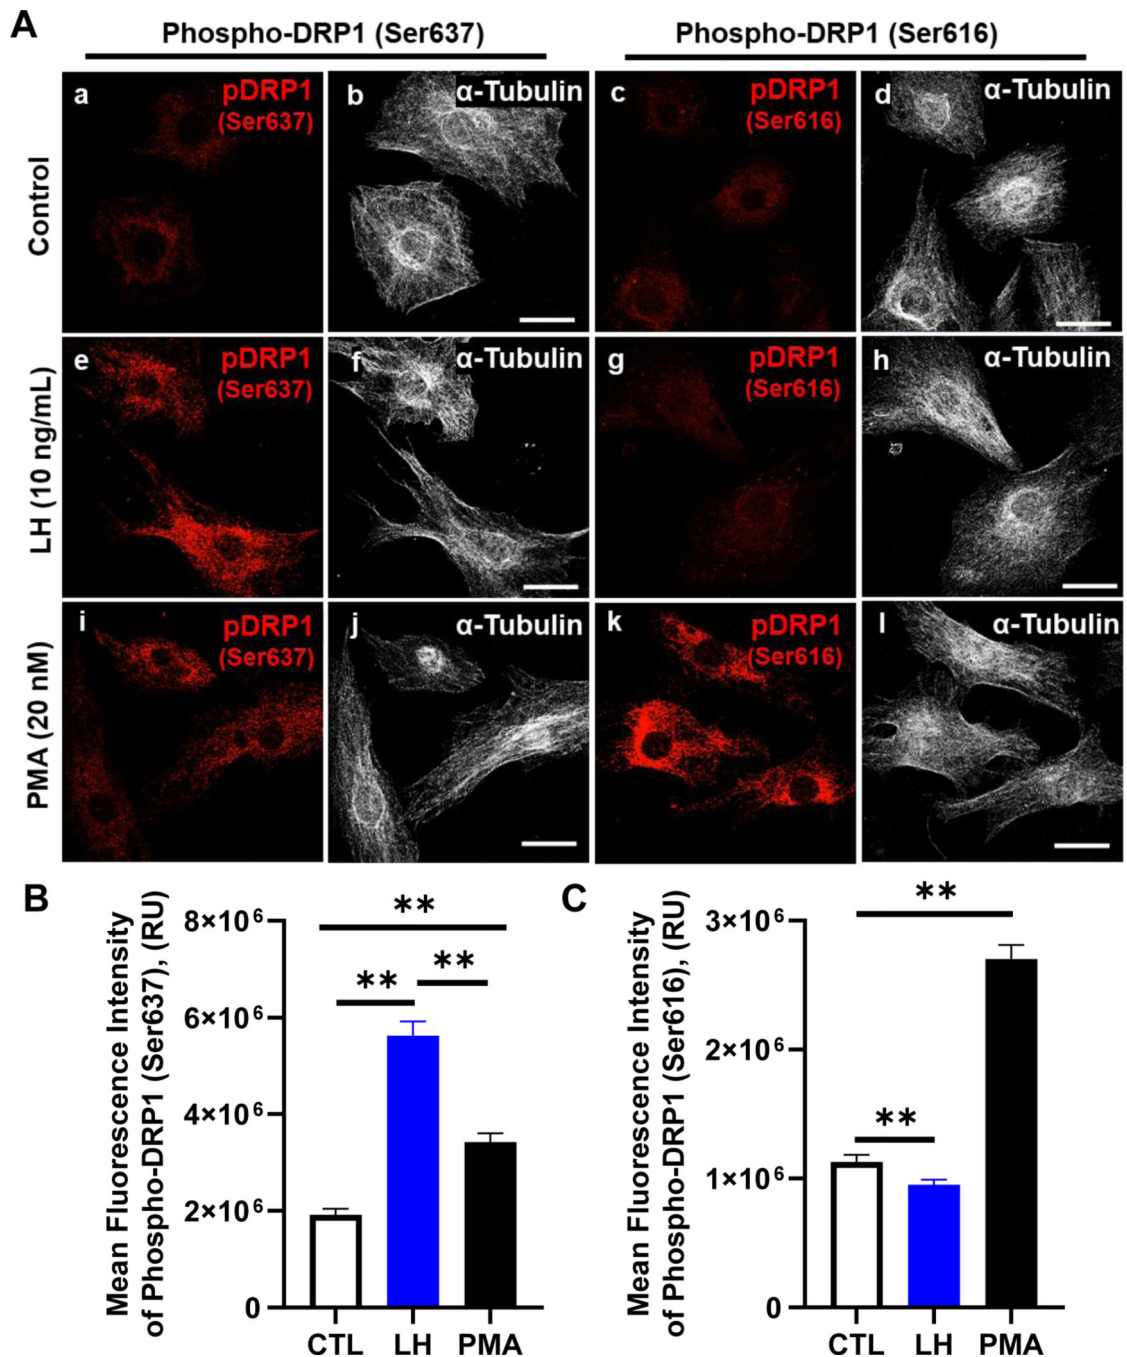 A
Phospho-DRP1 (Ser637)
Phospho-DRP1 (Ser616)
Control
a
pDRP1
(Ser637)
b
α-Tubulin
c
pDRP1
(Ser616)
d
α-Tubulin
LH (10 ng/mL)
e
pDRP1
(Ser637)
f
α-Tubulin
g
pDRP1
(Ser616)
h
α-Tubulin
PMA (20 nM)
i
pDRP1
(Ser637)
j
α-Tubulin
k
pDRP1
(Ser616)
l
α-Tubulin
B
Mean Fluorescence Intensity
of Phospho-DRP1 (Ser637), (RU)
8×10⁶
6×10⁶
4×10⁶
2×10⁶
0
**
**
**
CTL
LH
PMA
C
Mean Fluorescence Intensity
of Phospho-DRP1 (Ser616), (RU)
3×10⁶
2×10⁶
1×10⁶
0
**
**
CTL
LH
PMA